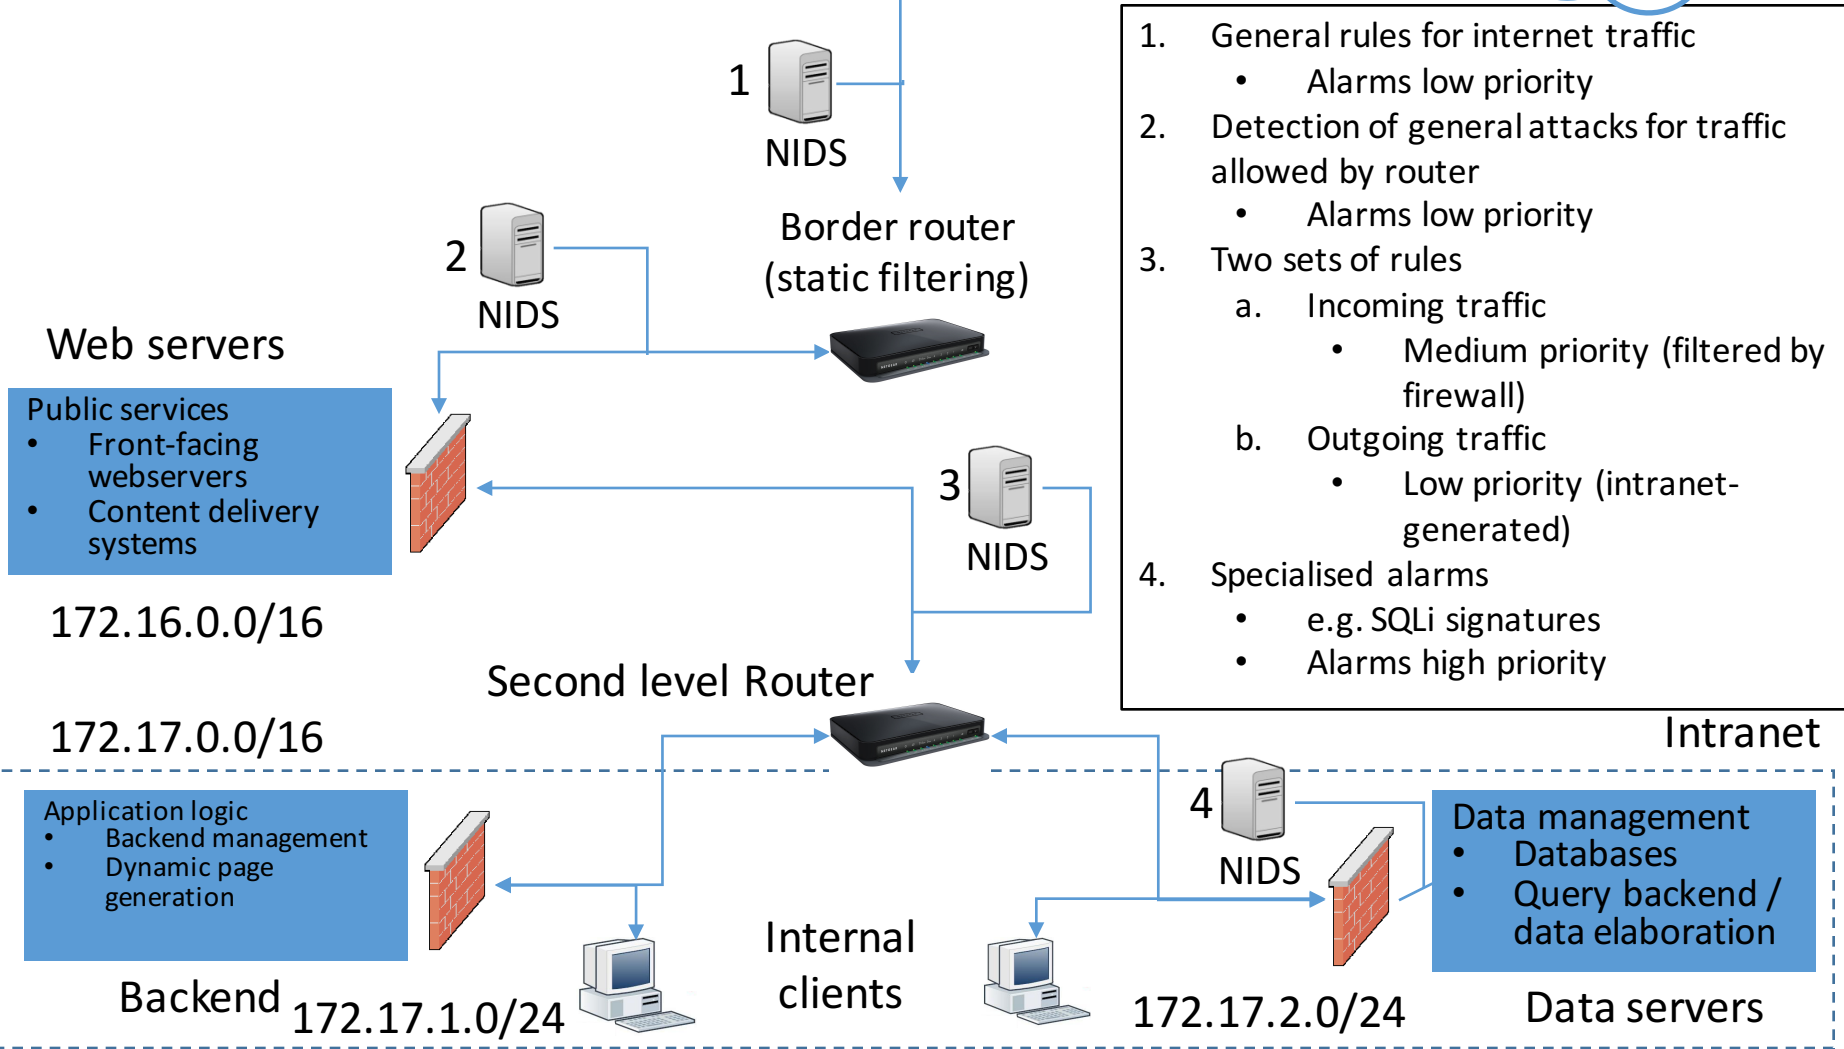 1
NIDS
Border router
(static filtering)
2
NIDS
Web servers
Public services
• Front-facing
webservers
• Content delivery
systems
172.16.0.0/16
3
NIDS
Second level Router
172.17.0.0/16
1. General rules for internet traffic
• Alarms low priority
2. Detection of general attacks for traffic
allowed by router
• Alarms low priority
3. Two sets of rules
a. Incoming traffic
• Medium priority (filtered by
firewall)
b. Outgoing traffic
• Low priority (intranet-
generated)
4. Specialised alarms
• e.g. SQLi signatures
• Alarms high priority
Intranet
Application logic
• Backend management
• Dynamic page
generation
Backend
172.17.1.0/24
Internal
clients
4
NIDS
Data management
• Databases
• Query backend /
data elaboration
172.17.2.0/24
Data servers